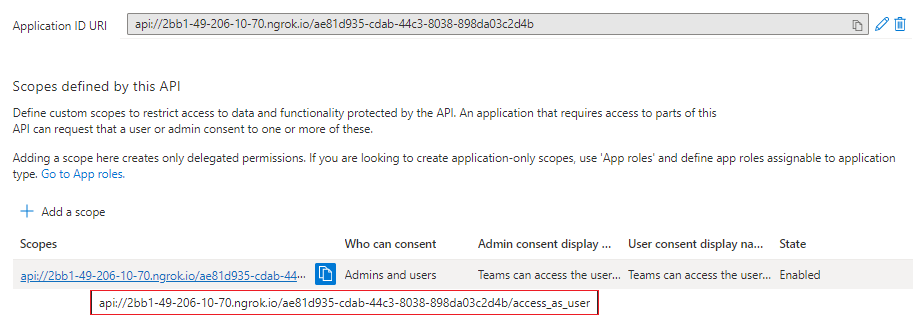 Application ID URI api://2bb1-49-206-10-70.ngrok.io/ae81d935-cdab-44c3-8038-898da03c2d4b
Scopes defined by this API
Define custom scopes to restrict access to data and functionality protected by the API. An application that requires access to parts of this
API can request that a user or admin consent to one or more of these.
Adding a scope here creates only delegated permissions. If you are looking to create application-only scopes, use 'App roles' and define app roles assignable to application
type. Go to App roles.
Add a scope
Scopes Who can consent Admin consent display ... User consent display na... State
api://2bb1-49-206-10-70.ngrok.io/ae81d935-cdab-44... Admins and users Teams can access the user... Teams can access the user... Enabled
api://2bb1-49-206-10-70.ngrok.io/ae81d935-cdab-44c3-8038-898da03c2d4b/access_as_user